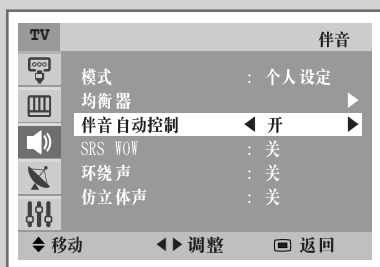 TV 伴音
模式 : 个人设定
均衡器
伴音自动控制 开
SRS WOW : 关
环绕声 : 关
仿立体声 : 关
移动 调整 返回